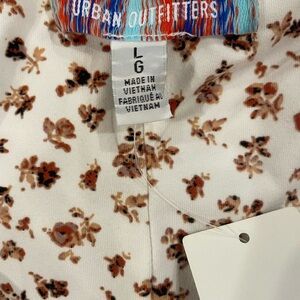 URBAN OUTFITTERS
L
G
MADE IN
VIETNAM
FABRIQUÉ AU
VIETNAM